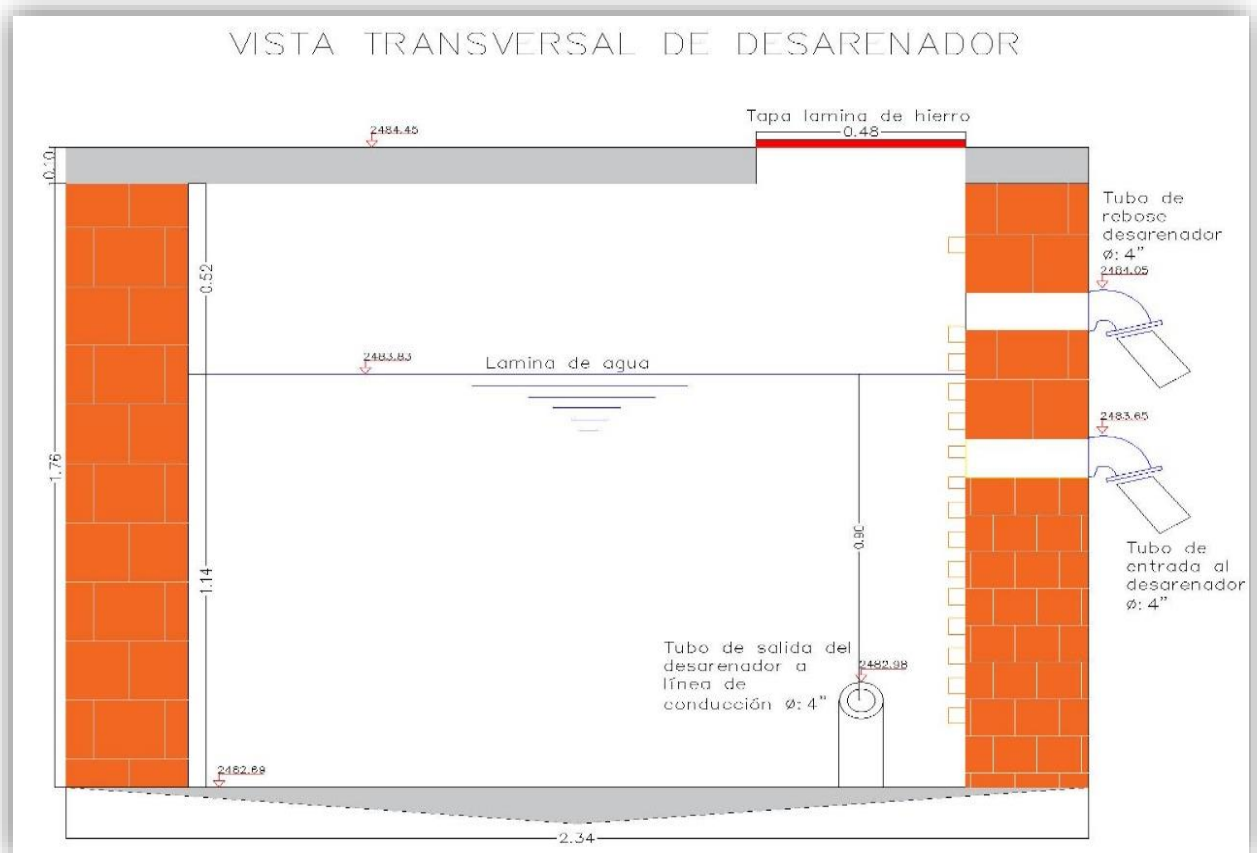 VISTA TRANSVERSAL DE DESARENADOR
Tapa lamina de hierro
0.48
2484.45
0.10
Tubo de
rebose
desarenador
ø: 4"
2484.05
0.52
2483.83
Lamina de agua
2483.65
1.76
0.90
Tubo de
entrada al
desarenador
ø: 4"
1.14
Tubo de salida del
desarenador a
línea de
conducción ø: 4"
2482.98
2482.69
2.34